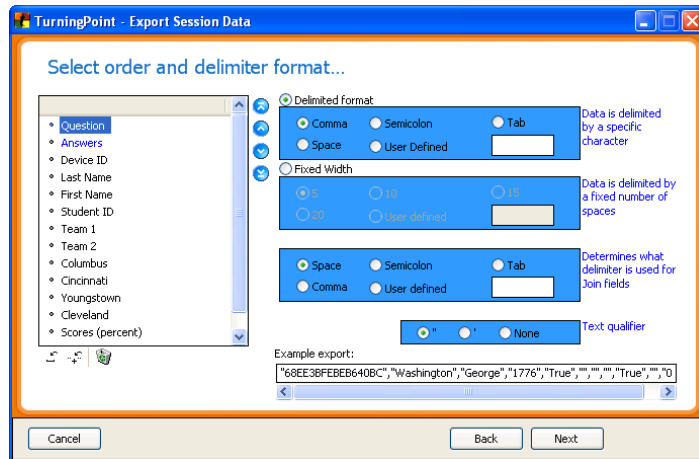 TurningPoint - Export Session Data
Select order and delimiter format...
Question
Answers
Device ID
Last Name
First Name
Student ID
Team 1
Team 2
Columbus
Cincinnati
Youngstown
Cleveland
Scores (percent)
Delimited format
Comma Semicolon Tab
Space User Defined
Data is delimited
by a specific
character
Fixed Width
5 10 15
20 User defined
Data is delimited by
a fixed number of
spaces
Space Semicolon Tab
Comma User defined
Determines what
delimiter is used for
Join fields
" ' None
Text qualifier
Example export:
"68EE3BFEBEB640BC","Washington","George","1776","True","","","","True","","0
Cancel Back Next